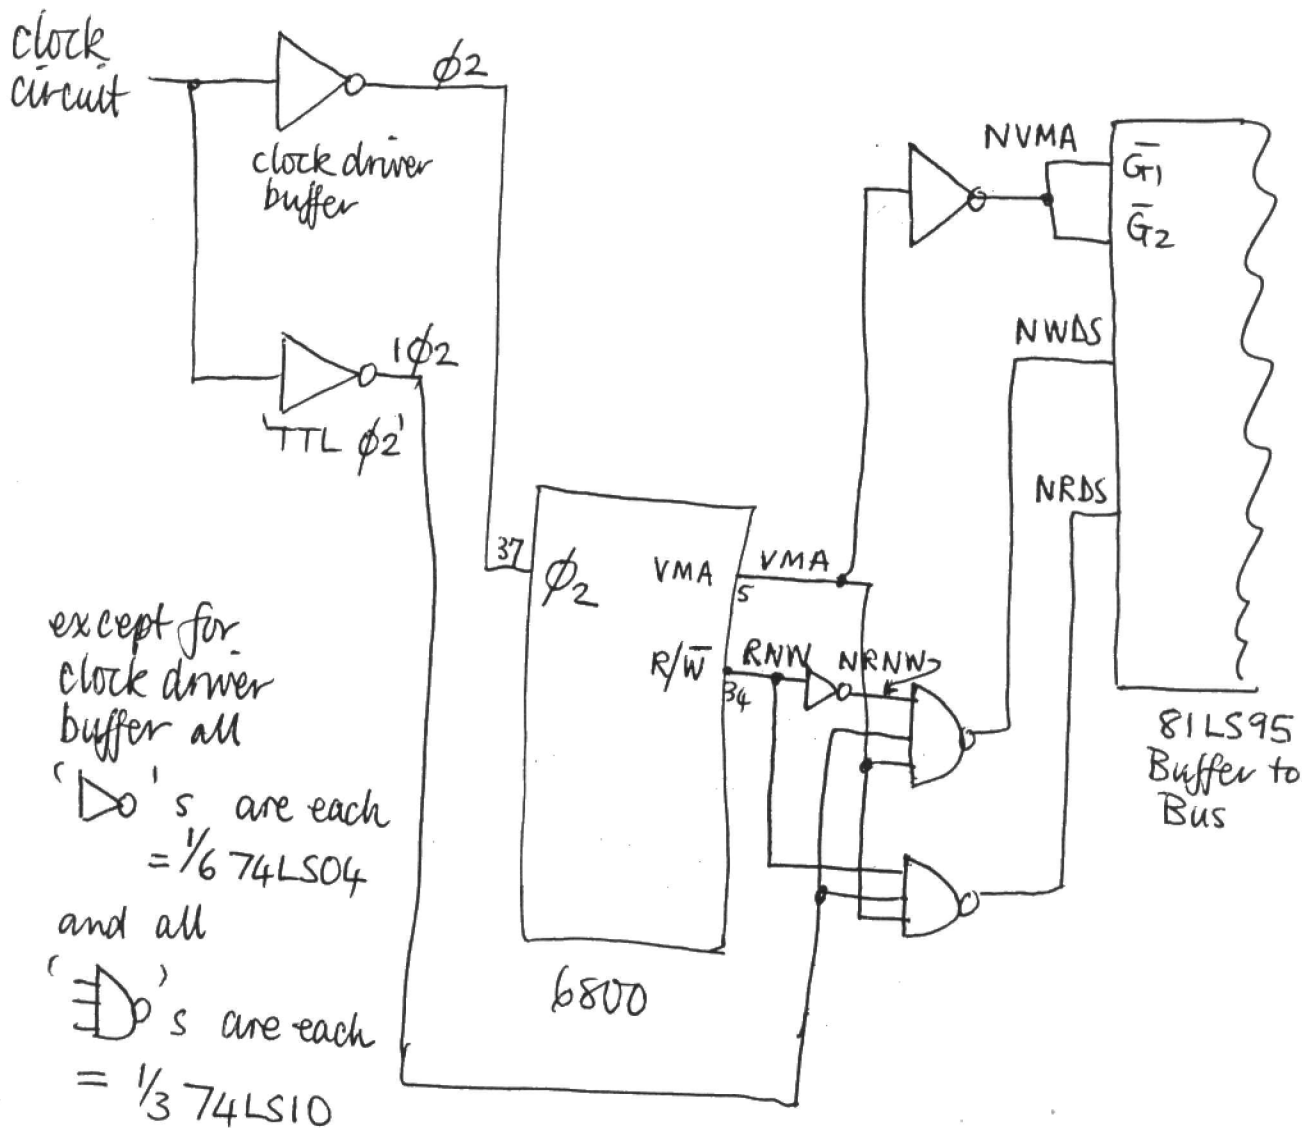 clock
circuit
ϕ2
clock driver
buffer
1ϕ2
'TTL ϕ2'
NVMA
G̅1
G̅2
NWDS
NRDS
37
ϕ2
VMA
VMA
5
R/W̅
RNW
NRNW
34
6800
81LS95
Buffer to
Bus
except for
clock driver
buffer all
' ' s are each
= 1/6 74LS04
and all
' ' s are each
= 1/3 74LS10